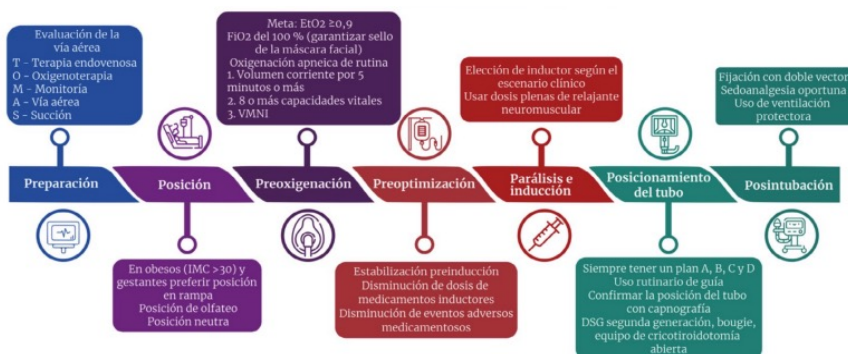 Evaluación de la
vía aérea
T - Terapia endovenosa
O - Oxigenoterapia
M - Monitoría
A - Vía aérea
S - Succión
Meta: EtO2 ≥0,9
FiO2 del 100 % (garantizar sello
de la máscara facial)
Oxigenación apneica de rutina
1. Volumen corriente por 5
minutos o más
2. 8 o más capacidades vitales
3. VMNI
Elección de inductor según el
escenario clínico
Usar dosis plenas de relajante
neuromuscular
Fijación con doble vector
Sedoanalgesia oportuna
Uso de ventilación
protectora
Preparación
Posición
Preoxigenación
Preoptimización
Parálisis e
inducción
Posicionamiento
del tubo
Posintubación
En obesos (IMC >30) y
gestantes preferir posición
en rampa
Posición de olfateo
Posición neutra
Estabilización preinducción
Disminución de dosis de
medicamentos inductores
Disminución de eventos adversos
medicamentosos
Siempre tener un plan A, B, C y D
Uso rutinario de guía
Confirmar la posición del tubo
con capnografía
DSG segunda generación, bougie,
equipo de cricotiroidotomía
abierta